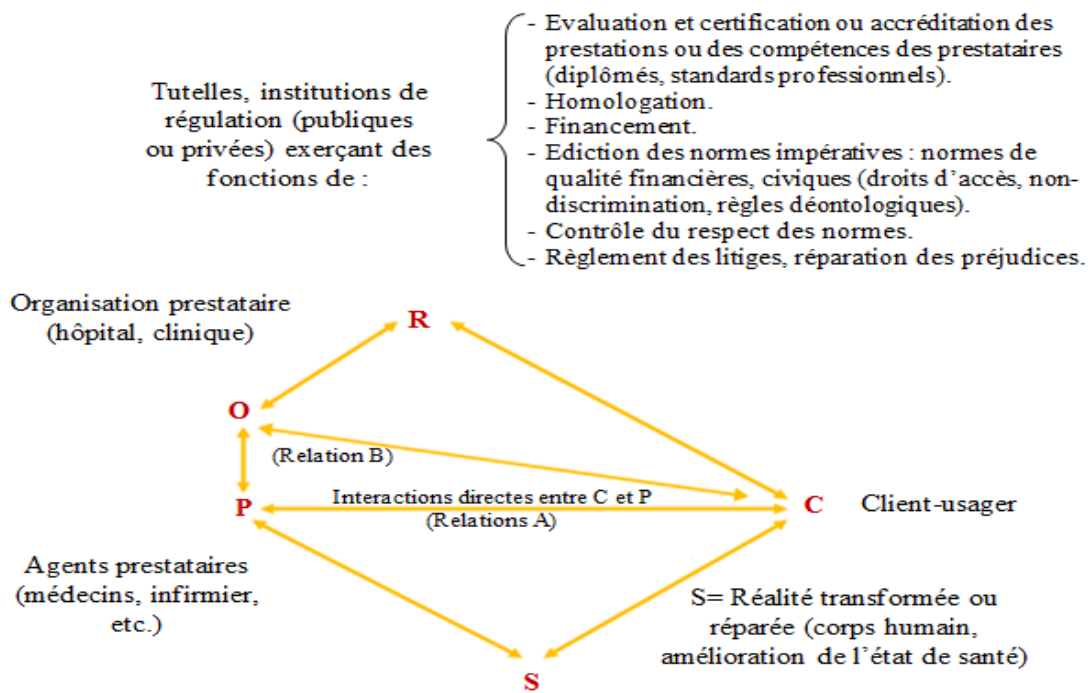 - Evaluation et certification ou accréditation des
prestations ou des compétences des prestataires
(diplômés, standards professionnels).
- Homologation.
- Financement.
- Ediction des normes impératives : normes de
qualité financières, civiques (droits d’accès, non-
discrimination, règles déontologiques).
- Contrôle du respect des normes.
- Règlement des litiges, réparation des préjudices.
Tutelles, institutions de
régulation (publiques
ou privées) exerçant des
fonctions de :
Organisation prestataire
(hôpital, clinique)
R
O
(Relation B)
P
Interactions directes entre C et P
(Relations A)
C
Client-usager
Agents prestataires
(médecins, infirmier,
etc.)
S= Réalité transformée ou
réparée (corps humain,
amélioration de l’état de santé)
S